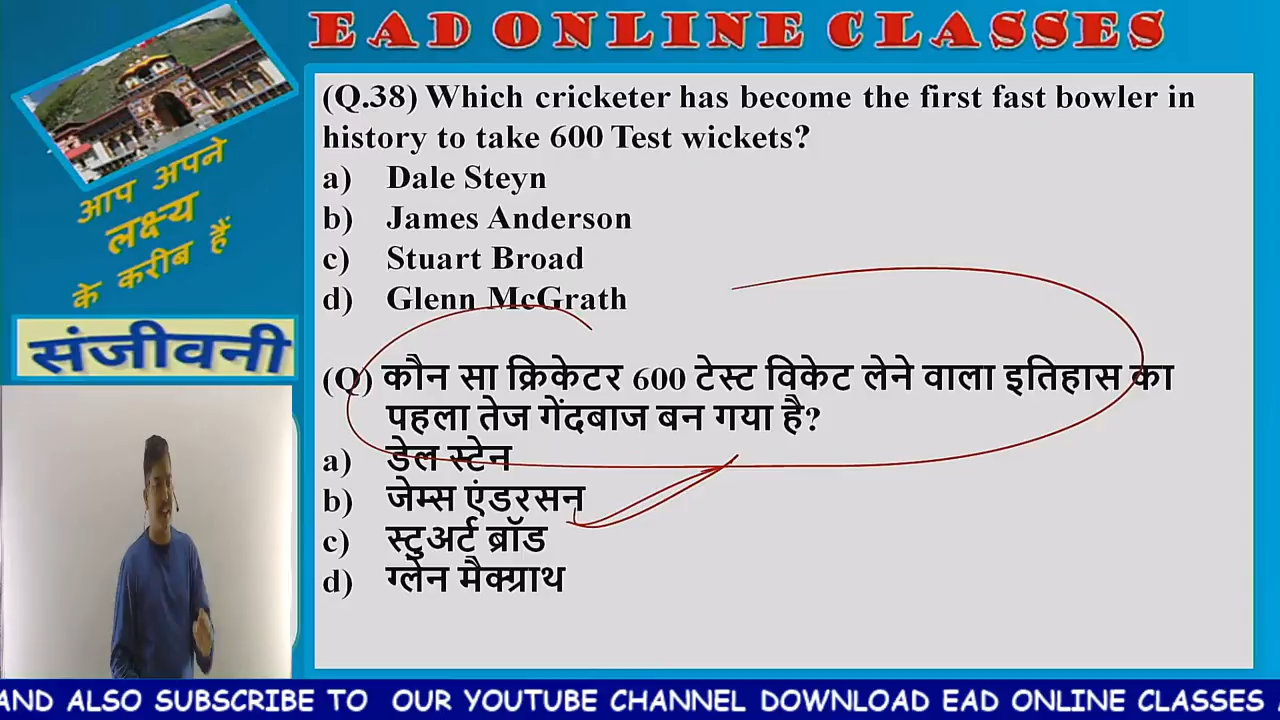 EAD ONLINE CLASSES
(Q.38) Which cricketer has become the first fast bowler in
history to take 600 Test wickets?
a) Dale Steyn
b) James Anderson
c) Stuart Broad
d) Glenn McGrath
(Q) कौन सा क्रिकेटर 600 टेस्ट विकेट लेने वाला इतिहास का
पहला तेज गेंदबाज बन गया है?
a) डेल स्टेन
b) जेम्स एंडरसन
c) स्टुअर्ट ब्रॉड
d) ग्लेन मैक्ग्राथ
आप अपने
लक्ष्य
के करीब हैं
संजीवनी
AND ALSO SUBSCRIBE TO OUR YOUTUBE CHANNEL DOWNLOAD EAD ONLINE CLASSES